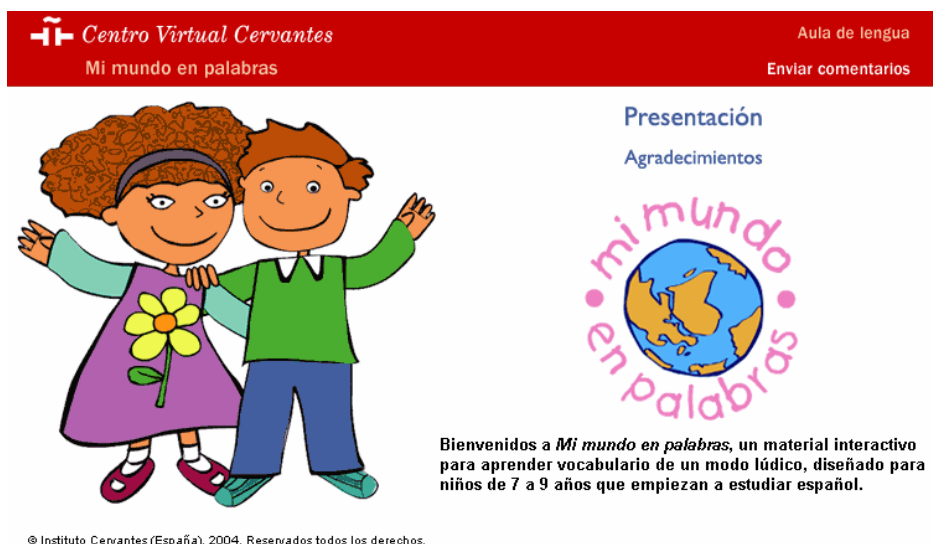 Centro Virtual Cervantes
Aula de lengua
Mi mundo en palabras
Enviar comentarios
Presentación
Agradecimientos
mi mundo
en palabras
Bienvenidos a Mi mundo en palabras, un material interactivo
para aprender vocabulario de un modo lúdico, diseñado para
niños de 7 a 9 años que empiezan a estudiar español.
© Instituto Cervantes (España), 2004. Reservados todos los derechos.